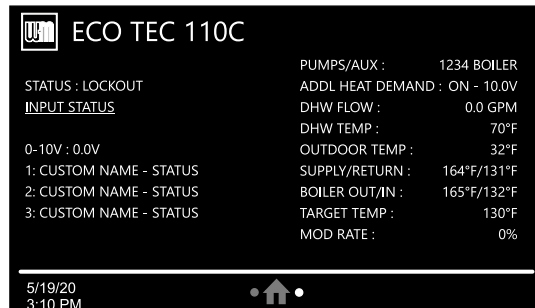 WM ECO TEC 110C
STATUS : LOCKOUT
INPUT STATUS
0-10V : 0.0V
1: CUSTOM NAME - STATUS
2: CUSTOM NAME - STATUS
3: CUSTOM NAME - STATUS
PUMPS/AUX : 1234 BOILER
ADDL HEAT DEMAND : ON - 10.0V
DHW FLOW : 0.0 GPM
DHW TEMP : 70°F
OUTDOOR TEMP : 32°F
SUPPLY/RETURN : 164°F/131°F
BOILER OUT/IN : 165°F/132°F
TARGET TEMP : 130°F
MOD RATE : 0%
5/19/20
3:10 PM